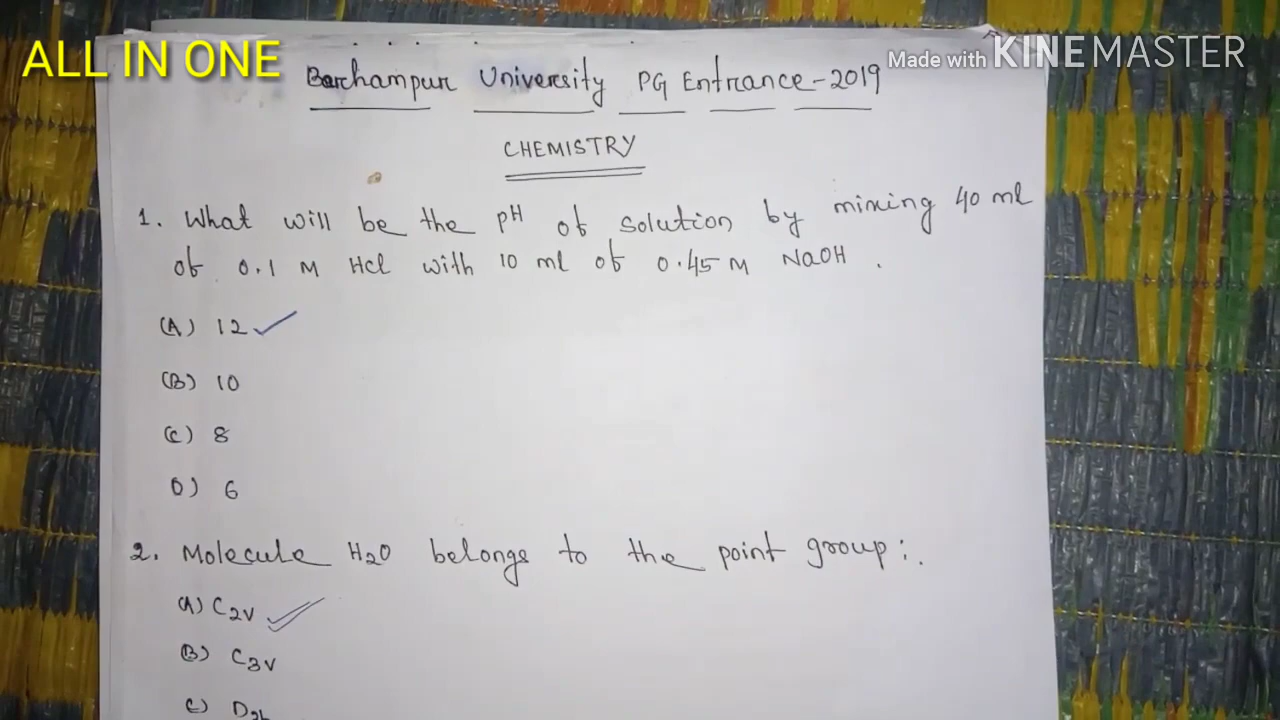 ALL IN ONE
Made with KINEMASTER
Berhampur University PG Entrance-2019
CHEMISTRY
1. What will be the pH of solution by mixing 40 ml
of 0.1 M HCl with 10 ml of 0.45 M NaOH .
(A) 12
(B) 10
(C) 8
D) 6
2. Molecule H₂O belongs to the point group :.
(A) C₂ᵥ
(B) C₃ᵥ
C)